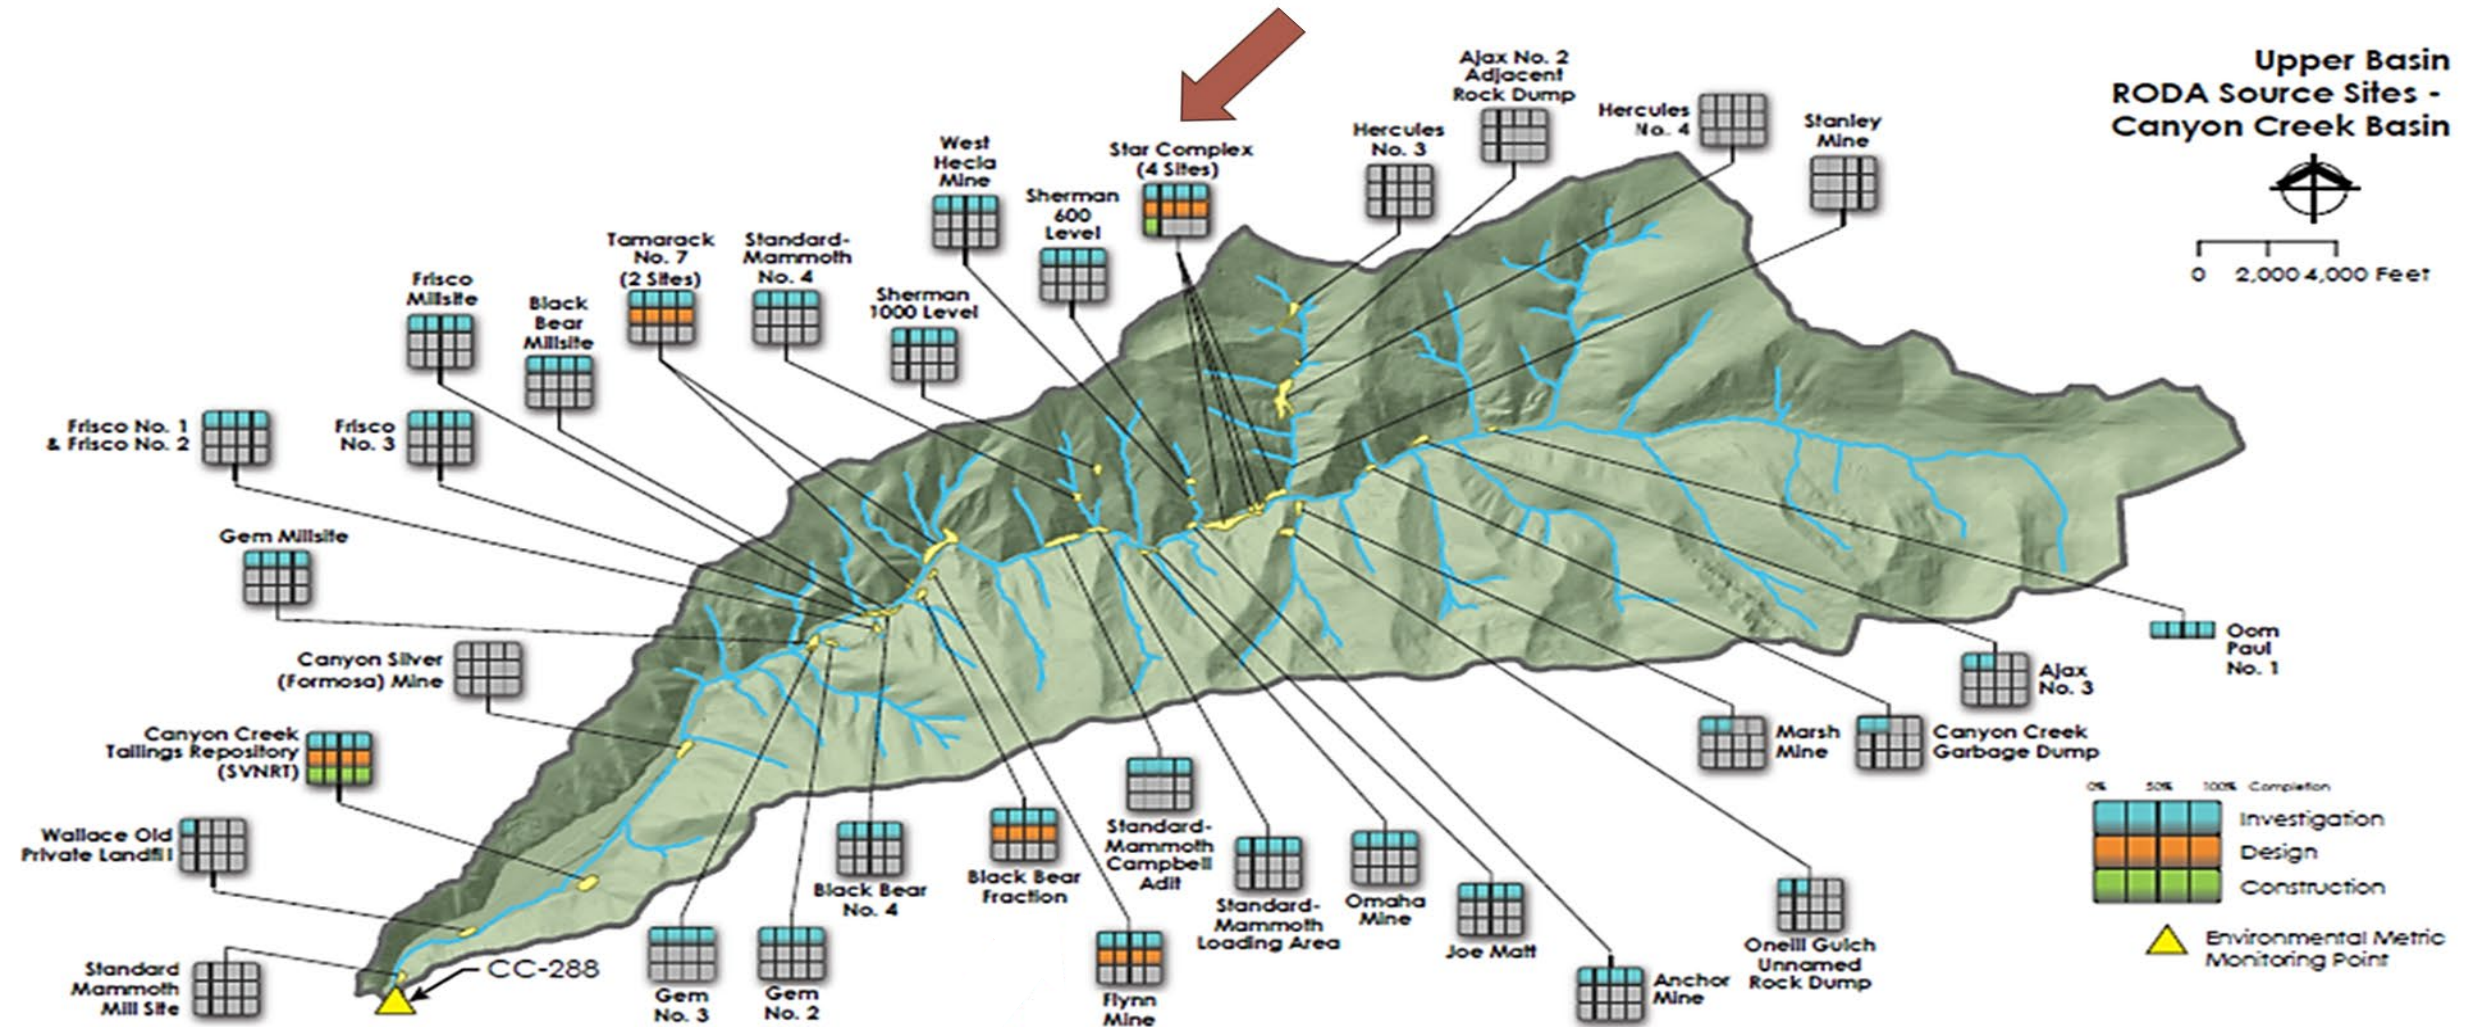 Upper Basin
RODA Source Sites -
Canyon Creek Basin
0 2,000 4,000 Feet
Ajax No. 2
Adjacent
Rock Dump
Hercules
No. 4
Stanley
Mine
Hercules
No. 3
Star Complex
(4 Sites)
West
Hecla
Mine
Sherman
600
Level
Tamarack
No. 7
(2 Sites)
Standard-
Mammoth
No. 4
Sherman
1000 Level
Frisco
Millsite
Black
Bear
Millsite
Frisco No. 1
& Frisco No. 2
Frisco
No. 3
Gem Millsite
Canyon Silver
(Formosa) Mine
Canyon Creek
Tailings Repository
(SVNRT)
Wallace Old
Private Landfill
Standard
Mammoth
Mill Site
CC-288
Gem
No. 3
Gem
No. 2
Black Bear
No. 4
Black Bear
Fraction
Flynn
Mine
Standard-
Mammoth
Campbell
Adit
Standard-
Mammoth
Loading Area
Omaha
Mine
Joe Matt
Anchor
Mine
Oneill Gulch
Unnamed
Rock Dump
Marsh
Mine
Canyon Creek
Garbage Dump
Ajax
No. 3
Oom
Paul
No. 1
0% 50% 100% Completion
Investigation
Design
Construction
Environmental Metric
Monitoring Point